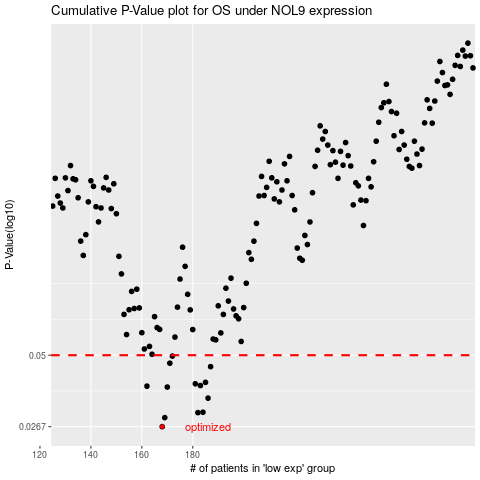 Cumulative P-Value plot for OS under NOL9 expression
P-Value(log10)
0.05
0.0267
optimized
120 140 160 180
# of patients in 'low exp' group